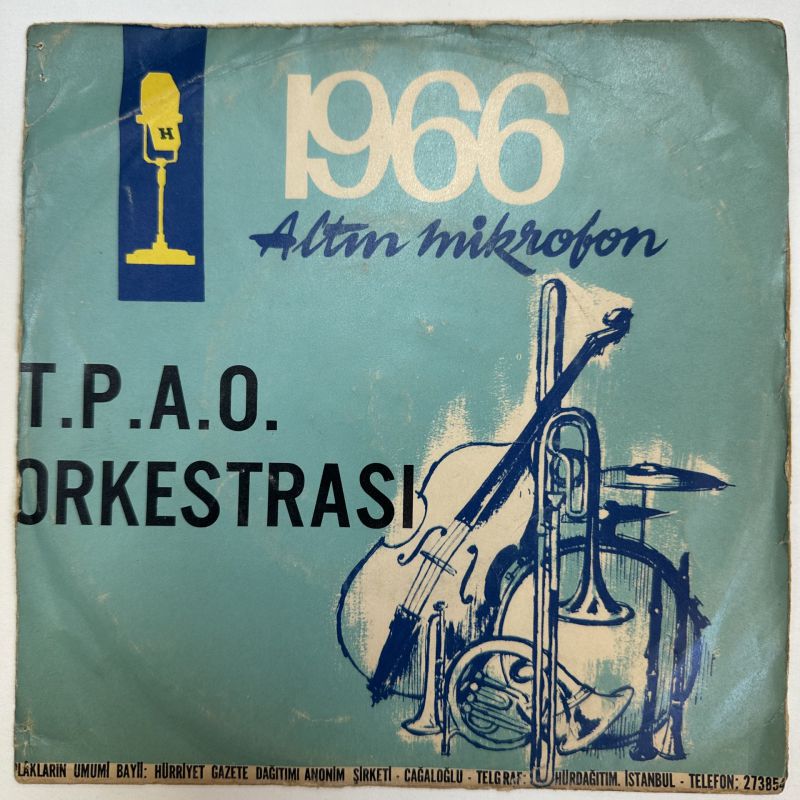 H
1966
Altın mikrofon
T.P.A.O.
ORKESTRASI
PLAKLARIN UMUMİ BAYİİ: HÜRRİYET GAZETE DAĞITIMI ANONİM ŞİRKETİ - CAĞALOĞLU - TELGRAF: HÜRDAĞITIM, İSTANBUL - TELEFON: 273854